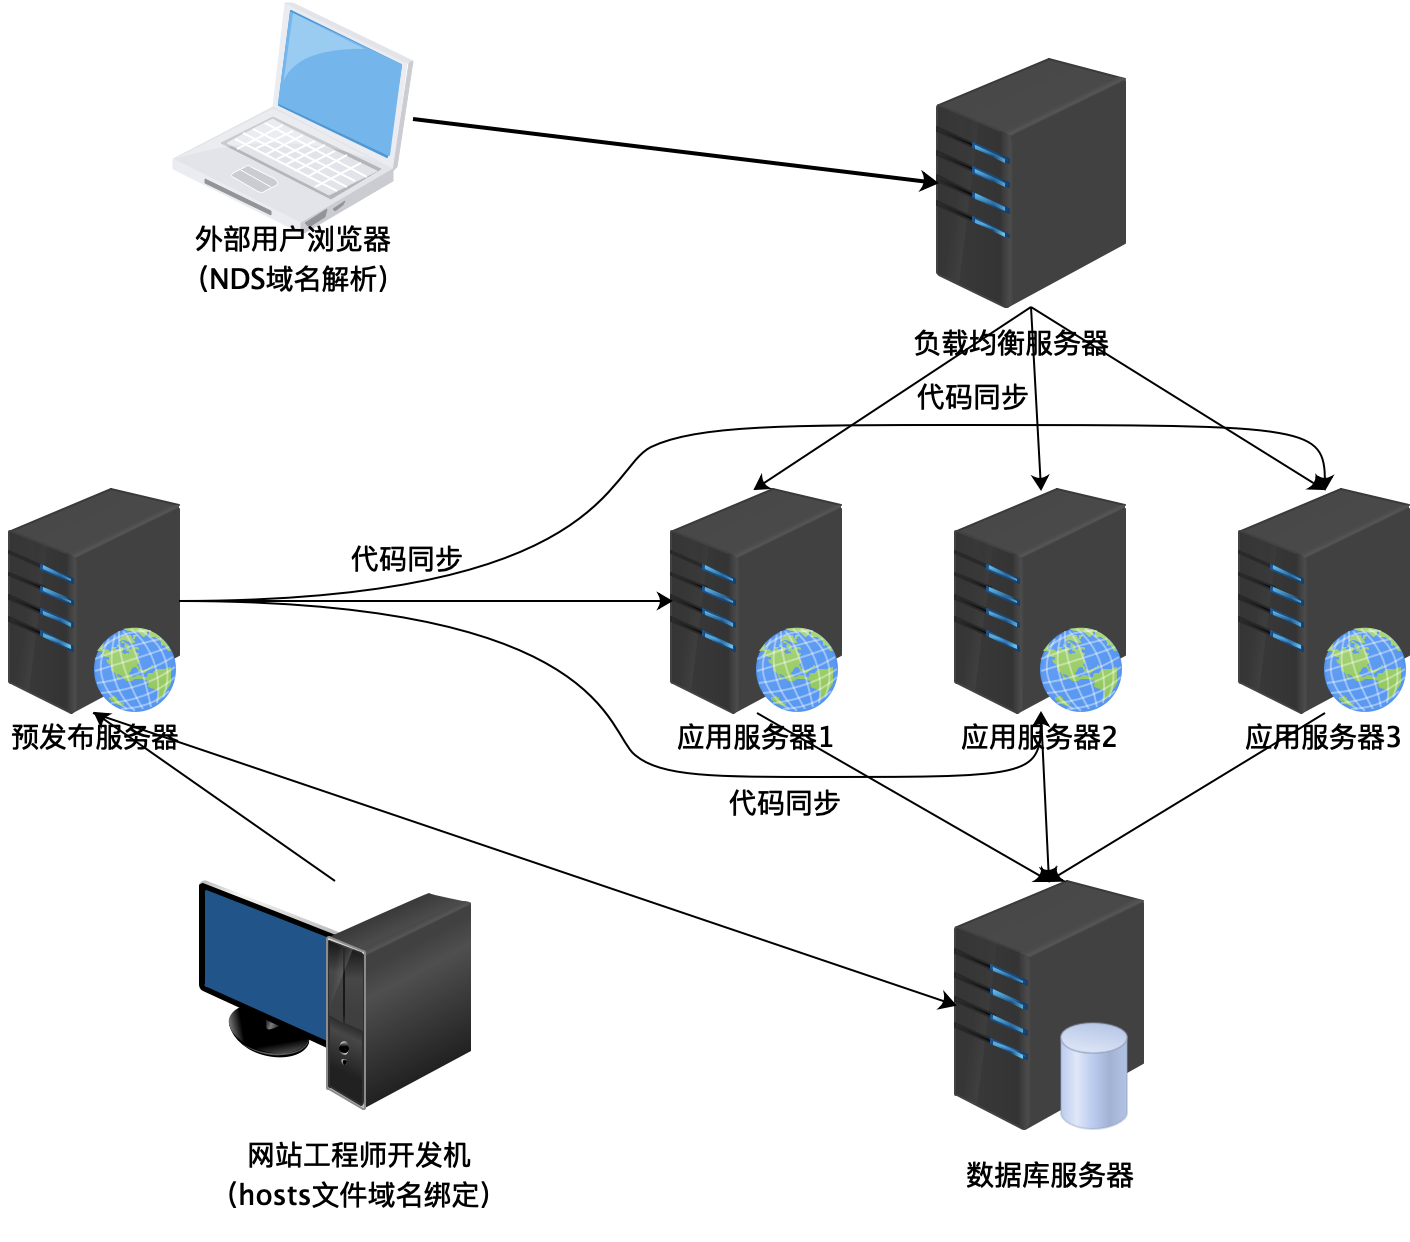 外部用户浏览器
（NDS域名解析）
负载均衡服务器
代码同步
代码同步
预发布服务器
应用服务器1
应用服务器2
应用服务器3
代码同步
网站工程师开发机
（hosts文件域名绑定）
数据库服务器